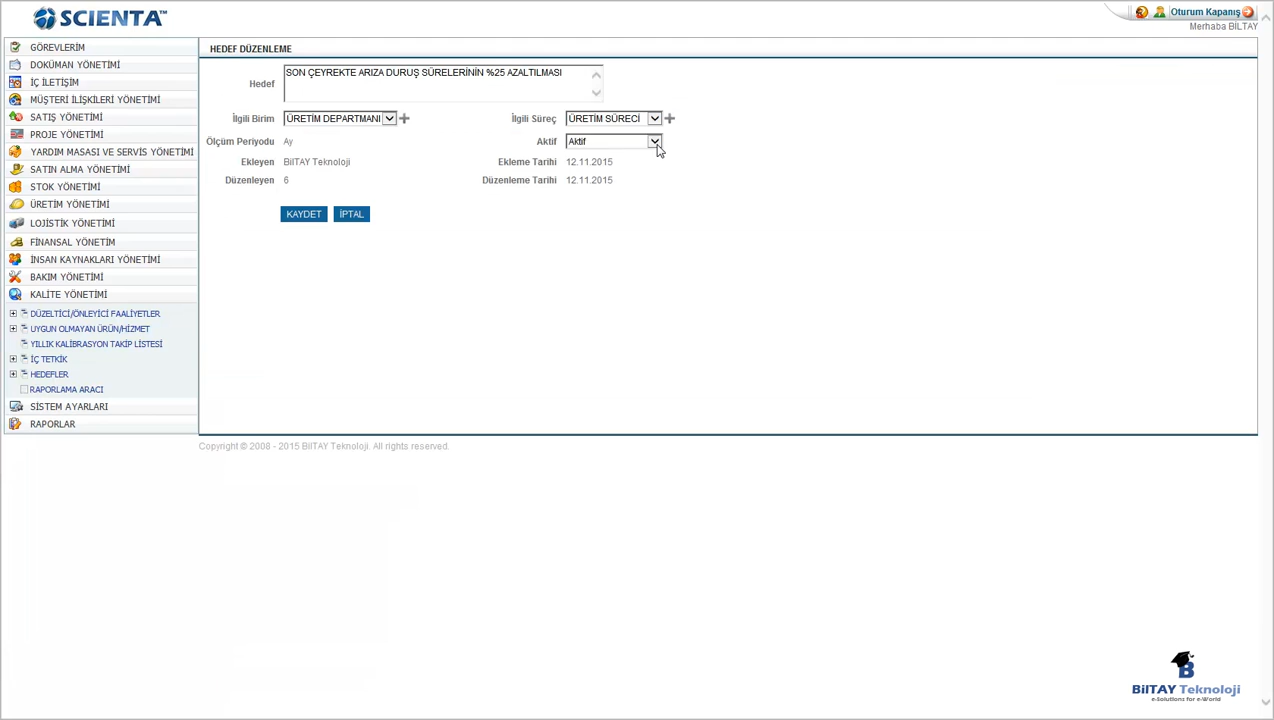 SCIENTA
Oturum Kapanış
Merhaba BİLTAY
GÖREVLERİM
DOKÜMAN YÖNETİMİ
İÇ İLETİŞİM
MÜŞTERİ İLİŞKİLERİ YÖNETİMİ
SATIŞ YÖNETİMİ
PROJE YÖNETİMİ
YARDIM MASASI VE SERVİS YÖNETİMİ
SATIN ALMA YÖNETİMİ
STOK YÖNETİMİ
ÜRETİM YÖNETİMİ
LOJİSTİK YÖNETİMİ
FİNANSAL YÖNETİM
İNSAN KAYNAKLARI YÖNETİMİ
BAKIM YÖNETİMİ
KALİTE YÖNETİMİ
DÜZELTİCİ/ÖNLEYİCİ FAALİYETLER
UYGUN OLMAYAN ÜRÜN/HİZMET
YILLIK KALİBRASYON TAKİP LİSTESİ
İÇ TETKİK
HEDEFLER
RAPORLAMA ARACI
SİSTEM AYARLARI
RAPORLAR
HEDEF DÜZENLEME
Hedef SON ÇEYREKTE ARIZA DURUŞ SÜRELERİNİN %25 AZALTILMASI
İlgili Birim ÜRETİM DEPARTMANI İlgili Süreç ÜRETİM SÜRECİ
Ölçüm Periyodu Ay Aktif Aktif
Ekleyen BilTAY Teknoloji Ekleme Tarihi 12.11.2015
Düzenleyen 6 Düzenleme Tarihi 12.11.2015
KAYDET İPTAL
Copyright © 2008 - 2015 BilTAY Teknoloji. All rights reserved.
BilTAY Teknoloji
e-Solutions for e-World